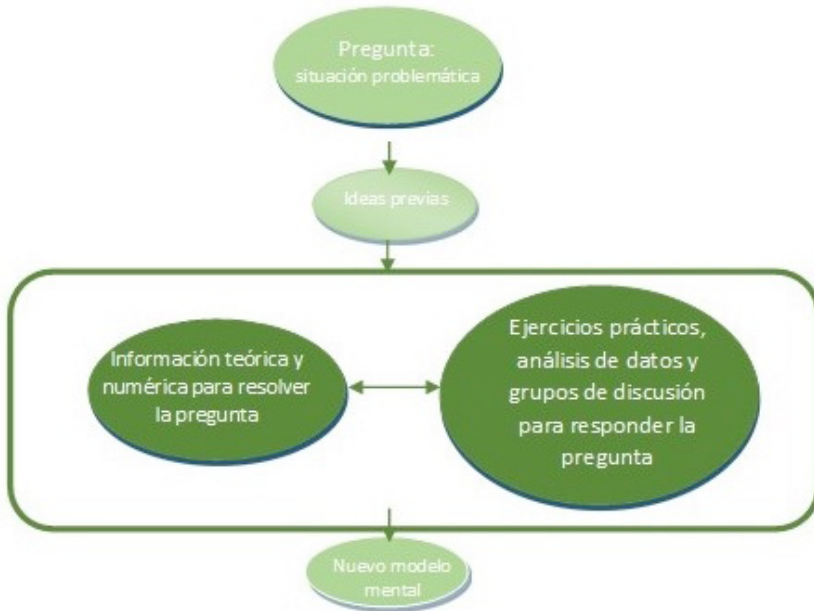 Pregunta:
situación problemática
Ideas previas
Información teórica y
numérica para resolver
la pregunta
Ejercicios prácticos,
análisis de datos y
grupos de discusión
para responder la
pregunta
Nuevo modelo
mental